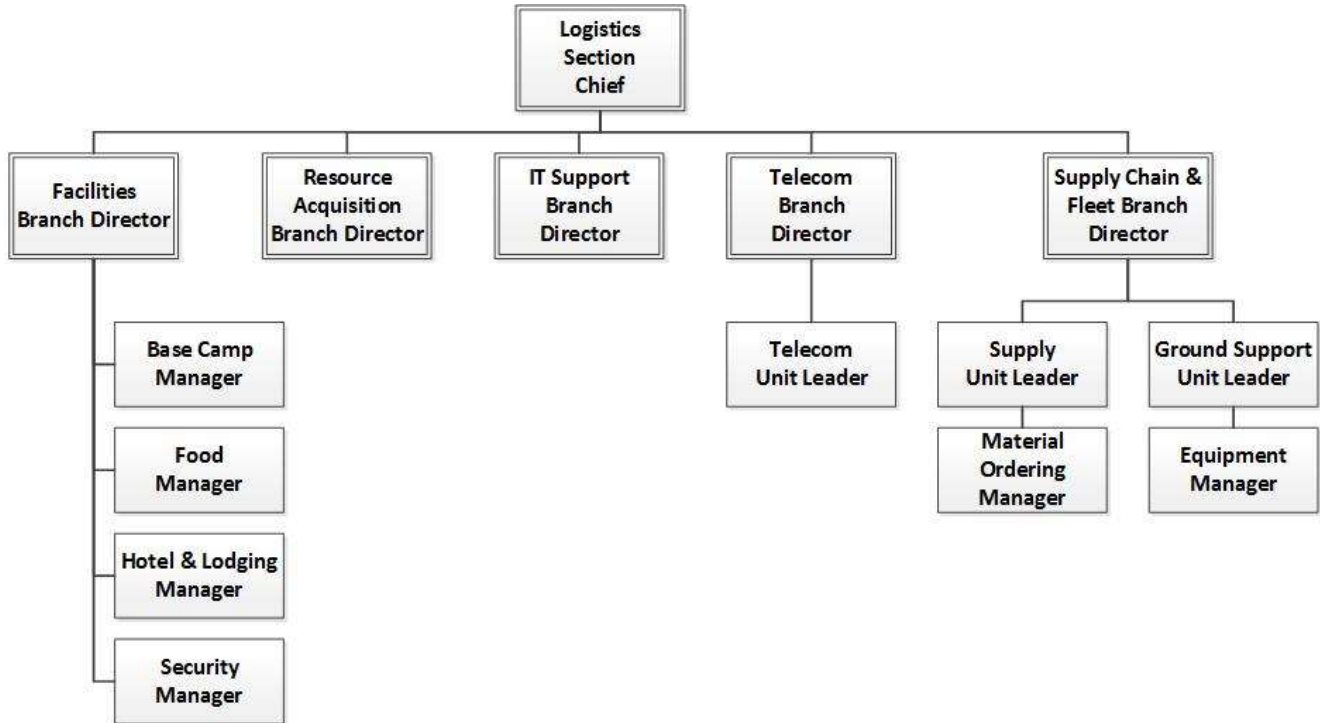 Logistics
Section
Chief
Facilities
Branch Director
Resource
Acquisition
Branch Director
IT Support
Branch
Director
Telecom
Branch
Director
Supply Chain &
Fleet Branch
Director
Base Camp
Manager
Food
Manager
Hotel & Lodging
Manager
Security
Manager
Telecom
Unit Leader
Supply
Unit Leader
Material
Ordering
Manager
Ground Support
Unit Leader
Equipment
Manager